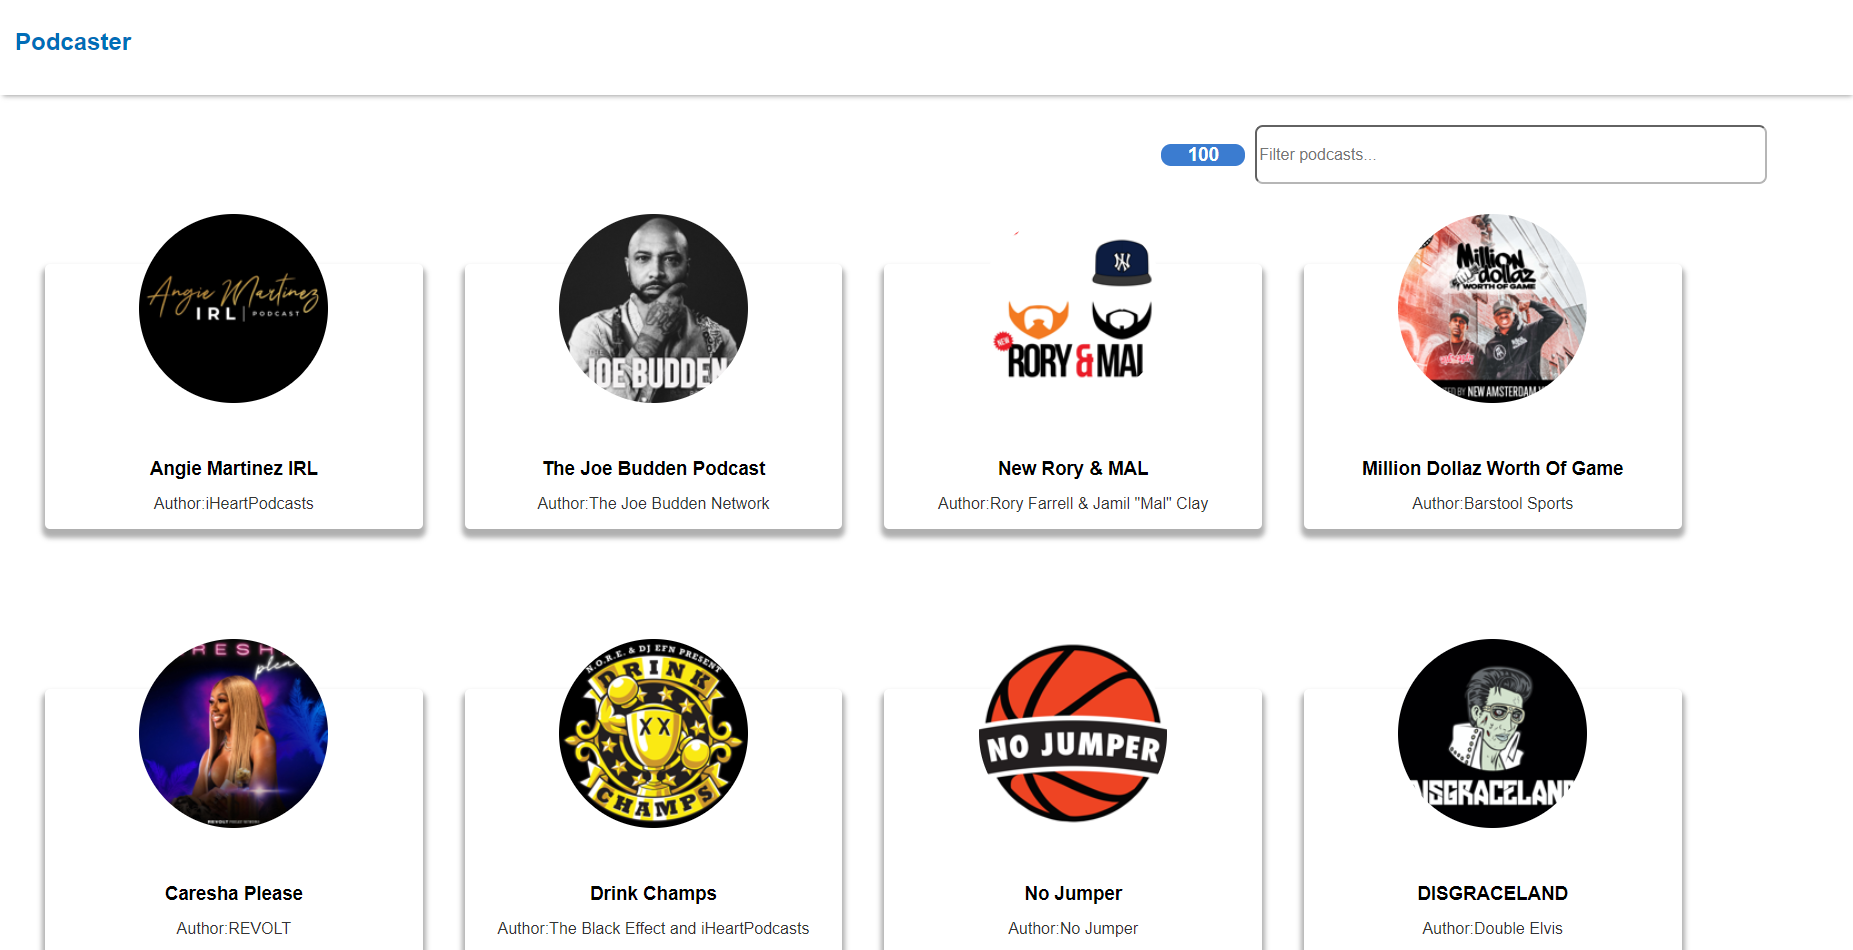 Podcaster
100
Filter podcasts...
Angie Martinez
IRL | PODCAST
JOE BUDDEN
NEW
RORY & MAL
Million
dollaz
WORTH OF GAME
NEW AMSTERDAM
Angie Martinez IRL
The Joe Budden Podcast
New Rory & MAL
Million Dollaz Worth Of Game
Author:iHeartPodcasts
Author:The Joe Budden Network
Author:Rory Farrell & Jamil "Mal" Clay
Author:Barstool Sports
RESH
plea
REVOLT
N.O.R.E. & DJ EFN PRESENT
DRINK
CHAMPS
NO JUMPER
ISGRACELAN
Caresha Please
Drink Champs
No Jumper
DISGRACELAND
Author:REVOLT
Author:The Black Effect and iHeartPodcasts
Author:No Jumper
Author:Double Elvis